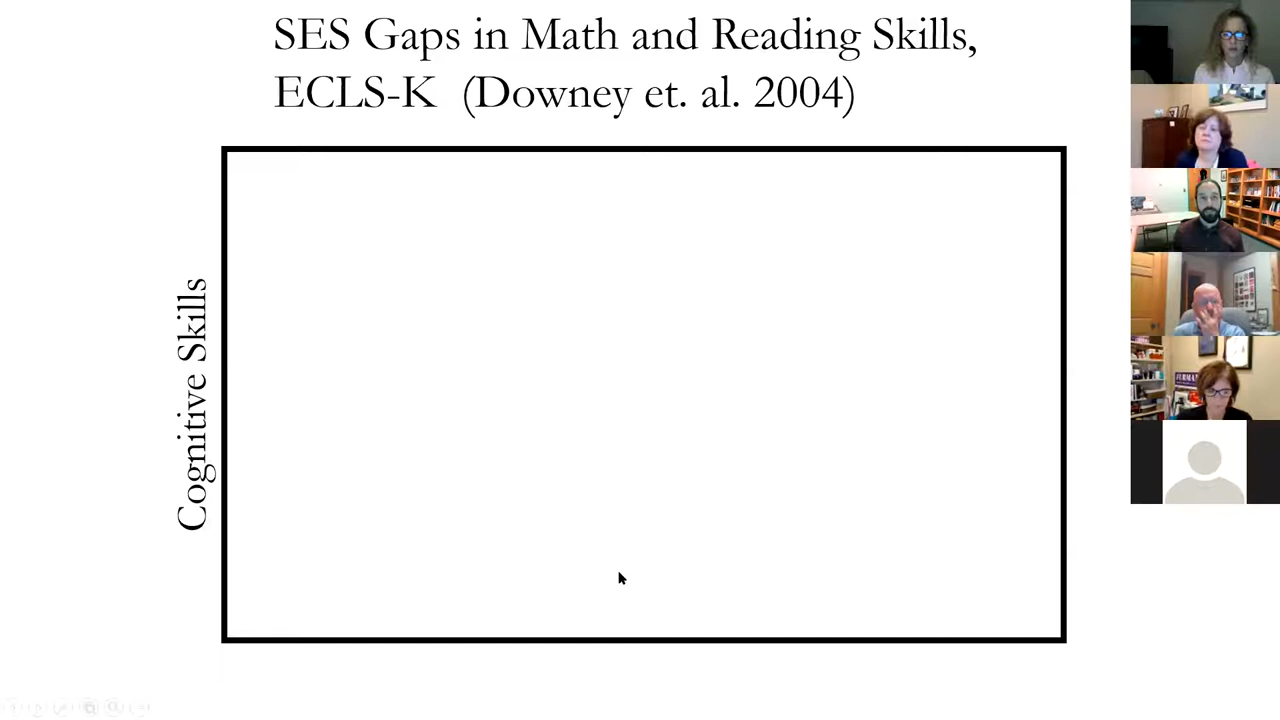 SES Gaps in Math and Reading Skills,
ECLS-K (Downey et. al. 2004)
Cognitive Skills